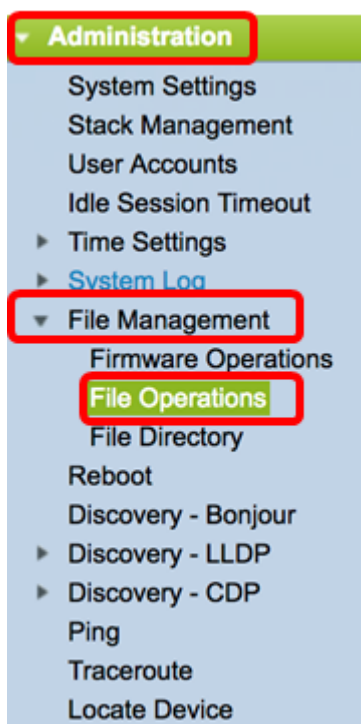 Administration
System Settings
Stack Management
User Accounts
Idle Session Timeout
Time Settings
System Log
File Management
Firmware Operations
File Operations
File Directory
Reboot
Discovery - Bonjour
Discovery - LLDP
Discovery - CDP
Ping
Traceroute
Locate Device